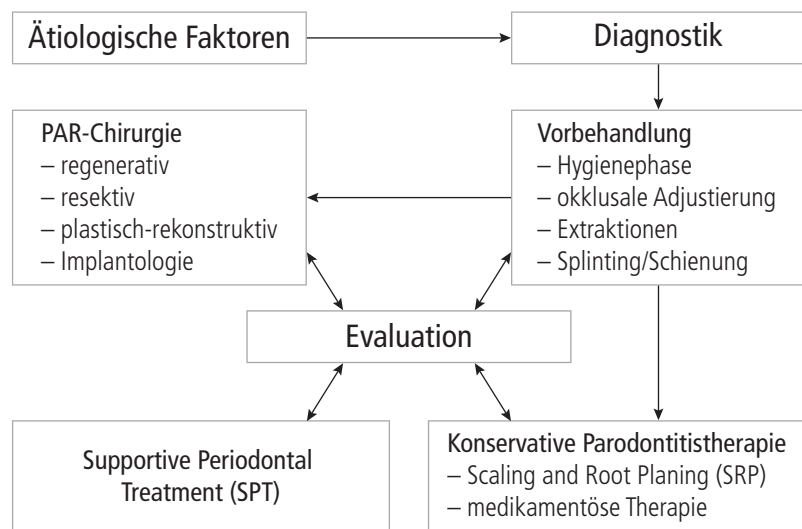 Ätiologische Faktoren
Diagnostik
PAR-Chirurgie
– regenerativ
– resektiv
– plastisch-rekonstruktiv
– Implantologie
Vorbehandlung
– Hygienephase
– okklusale Adjustierung
– Extraktionen
– Splinting/Schienung
Evaluation
Supportive Periodontal
Treatment (SPT)
Konservative Parodontitistherapie
– Scaling and Root Planing (SRP)
– medikamentöse Therapie